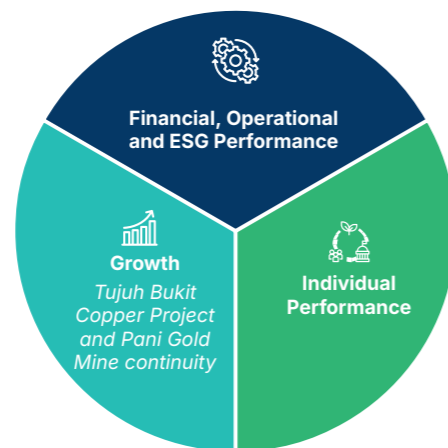 Financial, Operational
and ESG Performance
Growth
Tujuh Bukit
Copper Project
and Pani Gold
Mine continuity
Individual
Performance